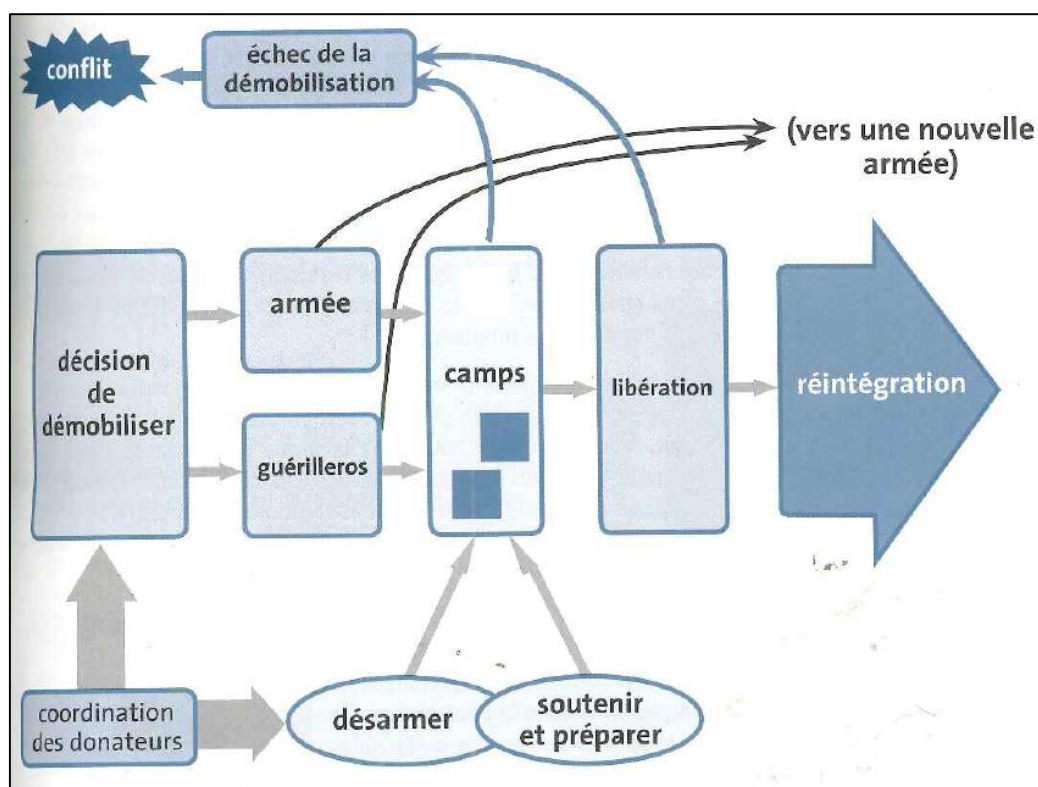 conflit
échec de la
démobilisation
(vers une nouvelle
armée)
décision
de
démobiliser
armée
guérilleros
camps
libération
réintégration
coordination
des donateurs
désarmer
soutenir
et préparer